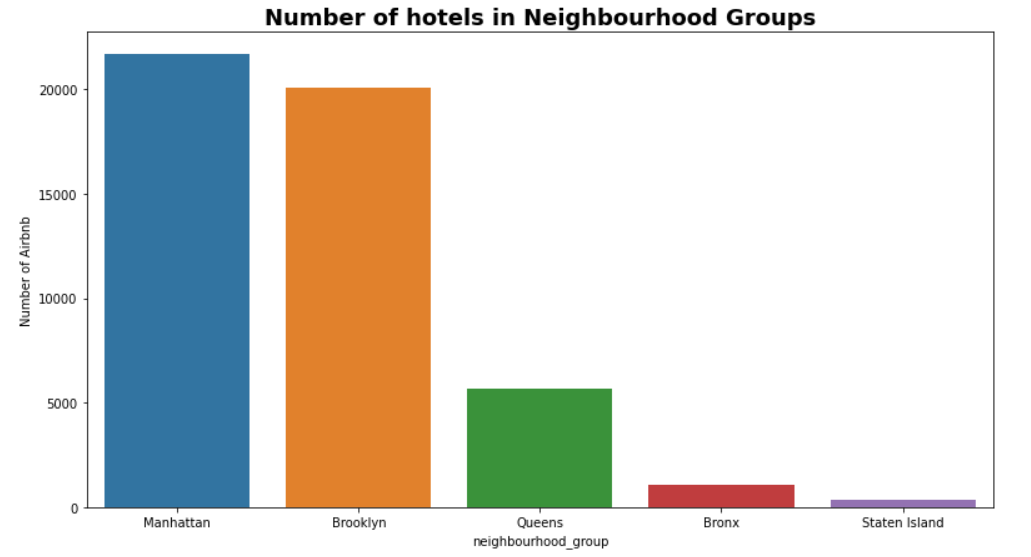 Number of hotels in Neighbourhood Groups
Number of Airbnb
20000
15000
10000
5000
0
Manhattan Brooklyn Queens Bronx Staten Island
neighbourhood_group